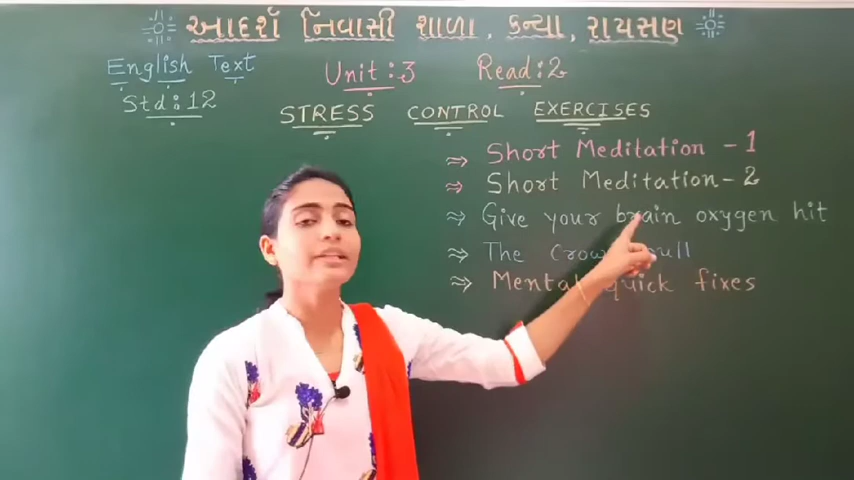 આદર્શ નિવાસી શાળા, કન્યા, રાયસણ
English Text Unit:3 Read:2
Std:12
STRESS CONTROL EXERCISES
⇒ Short Meditation - 1
⇒ Short Meditation - 2
⇒ Give your brain oxygen hit
⇒ The
⇒ Mental quick fixes